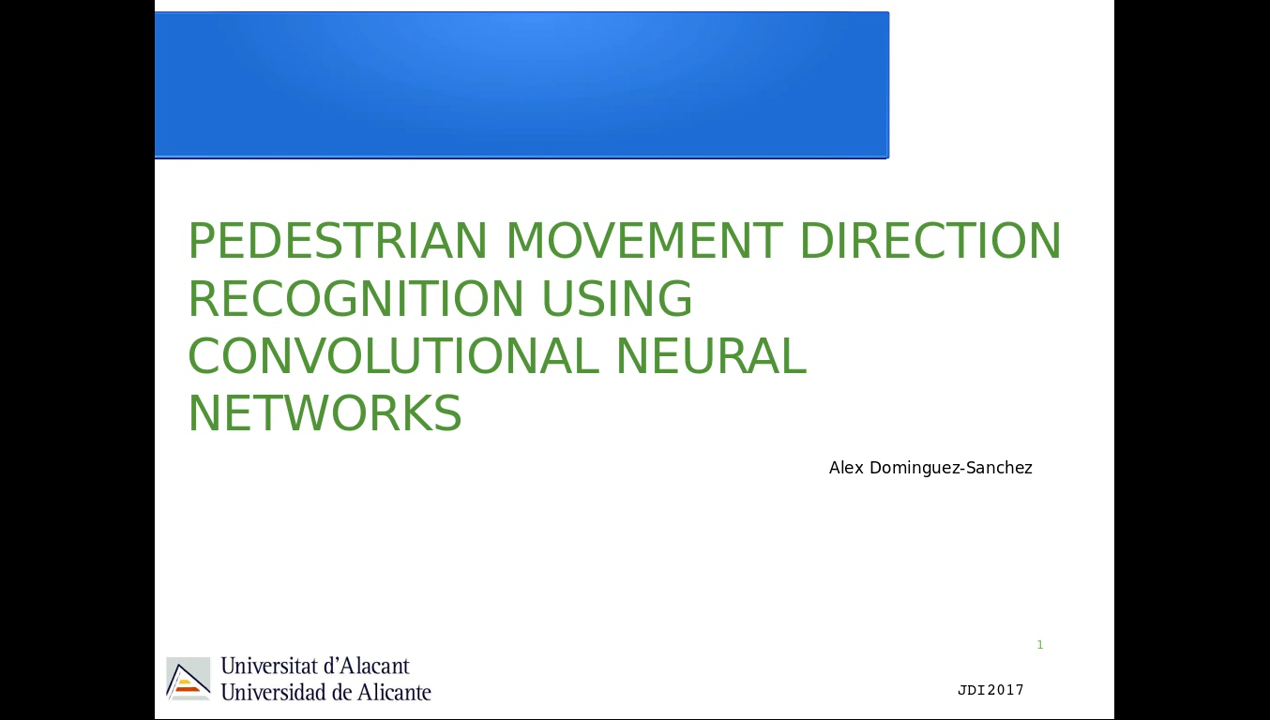 PEDESTRIAN MOVEMENT DIRECTION
RECOGNITION USING
CONVOLUTIONAL NEURAL
NETWORKS
Alex Dominguez-Sanchez
1
Universitat d'Alacant
Universidad de Alicante
JDI2017